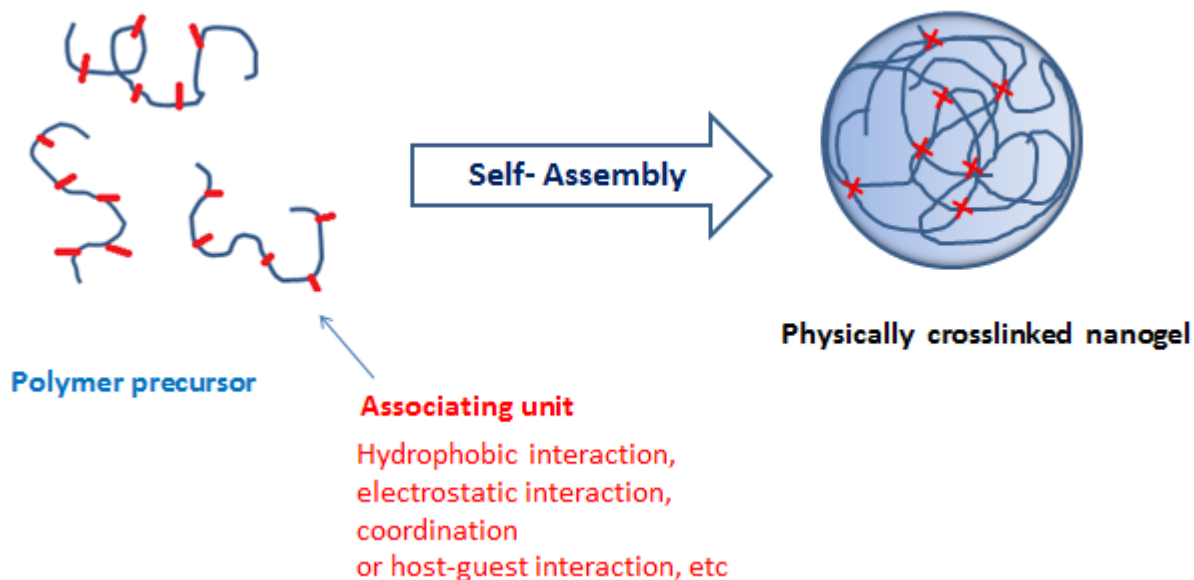 Self- Assembly
Physically crosslinked nanogel
Polymer precursor
Associating unit
Hydrophobic interaction,
electrostatic interaction,
coordination
or host-guest interaction, etc